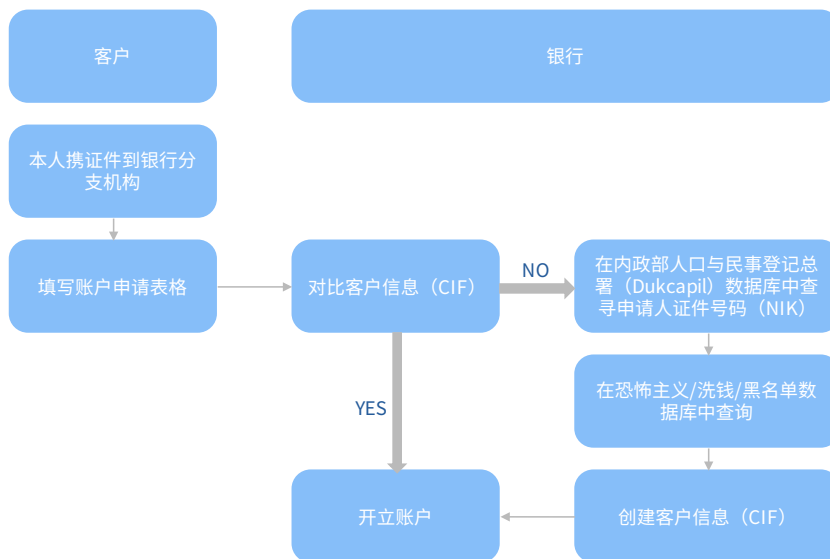 客户
银行
本人携证件到银行分
支机构
填写账户申请表格
对比客户信息（CIF）
NO
在内政部人口与民事登记总
署（Dukcapil）数据库中查
寻申请人证件号码（NIK）
YES
在恐怖主义/洗钱/黑名单数
据库中查询
开立账户
创建客户信息（CIF）